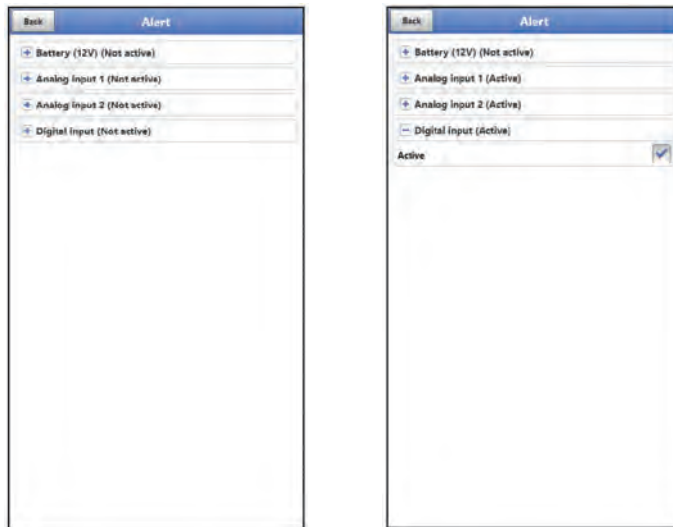 Back
Alert
Battery (12V) (Not active)
Analog input 1 (Not active)
Analog input 2 (Not active)
Digital input (Not active)
Back
Alert
Battery (12V) (Not active)
Analog input 1 (Active)
Analog input 2 (Active)
Digital input (Active)
Active